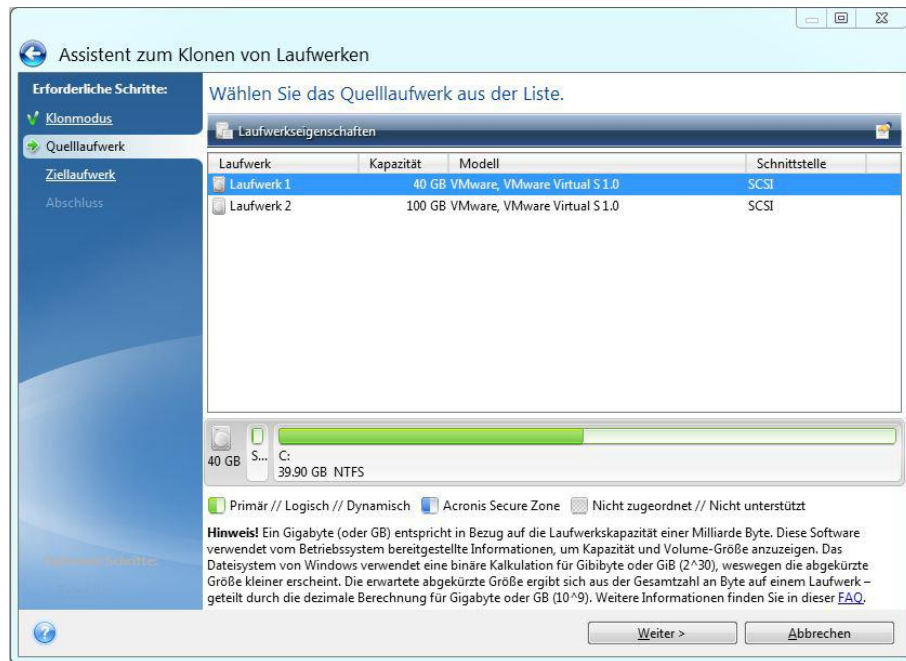 Assistent zum Klonen von Laufwerken
Erforderliche Schritte:
Klonmodus
Quelllaufwerk
Ziellaufwerk
Abschluss
Wählen Sie das Quelllaufwerk aus der Liste.
Laufwerkseigenschaften
Laufwerk Kapazität Modell Schnittstelle
Laufwerk 1 40 GB VMware, VMware Virtual S 1.0 SCSI
Laufwerk 2 100 GB VMware, VMware Virtual S 1.0 SCSI
40 GB
S...
C:
39.90 GB NTFS
Primär // Logisch // Dynamisch Acronis Secure Zone Nicht zugeordnet // Nicht unterstützt
Hinweis! Ein Gigabyte (oder GB) entspricht in Bezug auf die Laufwerkskapazität einer Milliarde Byte. Diese Software
verwendet vom Betriebssystem bereitgestellte Informationen, um Kapazität und Volume-Größe anzuzeigen. Das
Dateisystem von Windows verwendet eine binäre Kalkulation für Gibibyte oder GiB (2^30), weswegen die abgekürzte
Größe kleiner erscheint. Die erwartete abgekürzte Größe ergibt sich aus der Gesamtzahl an Byte auf einem Laufwerk –
geteilt durch die dezimale Berechnung für Gigabyte oder GB (10^9). Weitere Informationen finden Sie in dieser FAQ.
Weiter > Abbrechen